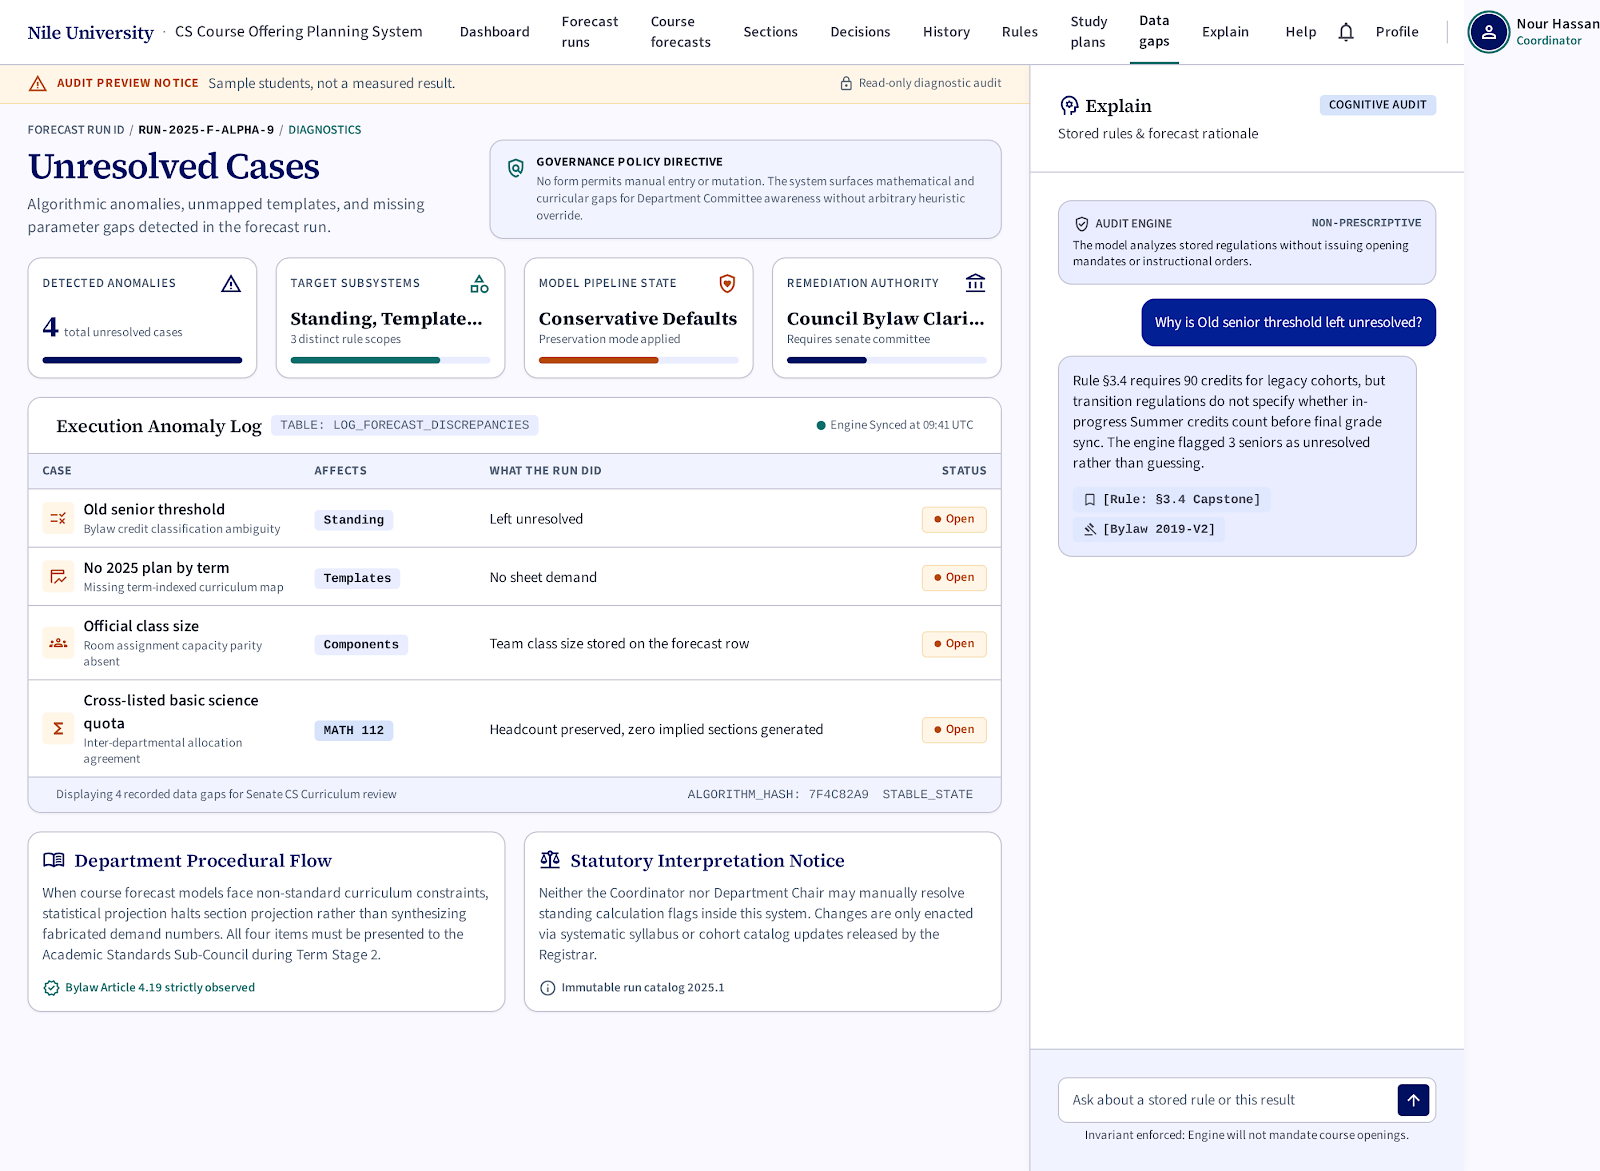 Nile University · CS Course Offering Planning System
Dashboard
Forecast
runs
Course
forecasts
Sections
Decisions
History
Rules
Study
plans
Data
gaps
Explain
Help
Profile
Nour Hassan
Coordinator
AUDIT PREVIEW NOTICE Sample students, not a measured result.
Read-only diagnostic audit
FORECAST RUN ID / RUN-2025-F-ALPHA-9 / DIAGNOSTICS
Unresolved Cases
Algorithmic anomalies, unmapped templates, and missing
parameter gaps detected in the forecast run.
GOVERNANCE POLICY DIRECTIVE
No form permits manual entry or mutation. The system surfaces mathematical and
curricular gaps for Department Committee awareness without arbitrary heuristic
override.
DETECTED ANOMALIES
4 total unresolved cases
TARGET SUBSYSTEMS
Standing, Template...
3 distinct rule scopes
MODEL PIPELINE STATE
Conservative Defaults
Preservation mode applied
REMEDIATION AUTHORITY
Council Bylaw Clari...
Requires senate committee
Execution Anomaly Log TABLE: LOG_FORECAST_DISCREPANCIES
Engine Synced at 09:41 UTC
CASE AFFECTS WHAT THE RUN DID STATUS
Old senior threshold
Bylaw credit classification ambiguity
Standing
Left unresolved
Open
No 2025 plan by term
Missing term-indexed curriculum map
Templates
No sheet demand
Open
Official class size
Room assignment capacity parity
absent
Components
Team class size stored on the forecast row
Open
Cross-listed basic science
quota
Inter-departmental allocation
agreement
MATH 112
Headcount preserved, zero implied sections generated
Open
Displaying 4 recorded data gaps for Senate CS Curriculum review
ALGORITHM_HASH: 7F4C82A9 STABLE_STATE
Department Procedural Flow
When course forecast models face non-standard curriculum constraints,
statistical projection halts section projection rather than synthesizing
fabricated demand numbers. All four items must be presented to the
Academic Standards Sub-Council during Term Stage 2.
Bylaw Article 4.19 strictly observed
Statutory Interpretation Notice
Neither the Coordinator nor Department Chair may manually resolve
standing calculation flags inside this system. Changes are only enacted
via systematic syllabus or cohort catalog updates released by the
Registrar.
Immutable run catalog 2025.1
Explain
COGNITIVE AUDIT
Stored rules & forecast rationale
AUDIT ENGINE
NON-PRESCRIPTIVE
The model analyzes stored regulations without issuing opening
mandates or instructional orders.
Why is Old senior threshold left unresolved?
Rule §3.4 requires 90 credits for legacy cohorts, but
transition regulations do not specify whether in-
progress Summer credits count before final grade
sync. The engine flagged 3 seniors as unresolved
rather than guessing.
[Rule: §3.4 Capstone]
[Bylaw 2019-V2]
Ask about a stored rule or this result
Invariant enforced: Engine will not mandate course openings.